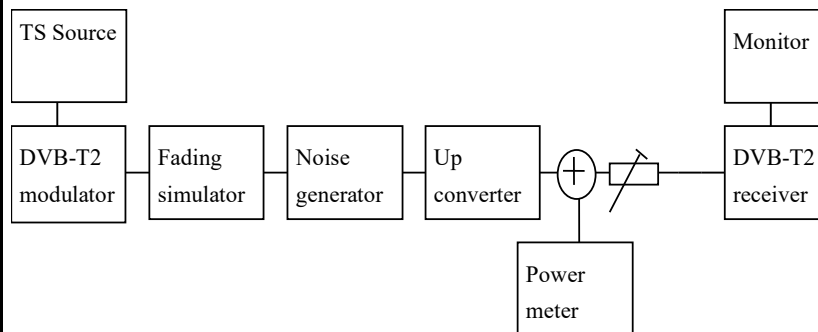 TS Source
Monitor
DVB-T2
modulator
Fading
simulator
Noise
generator
Up
converter
DVB-T2
receiver
Power
meter